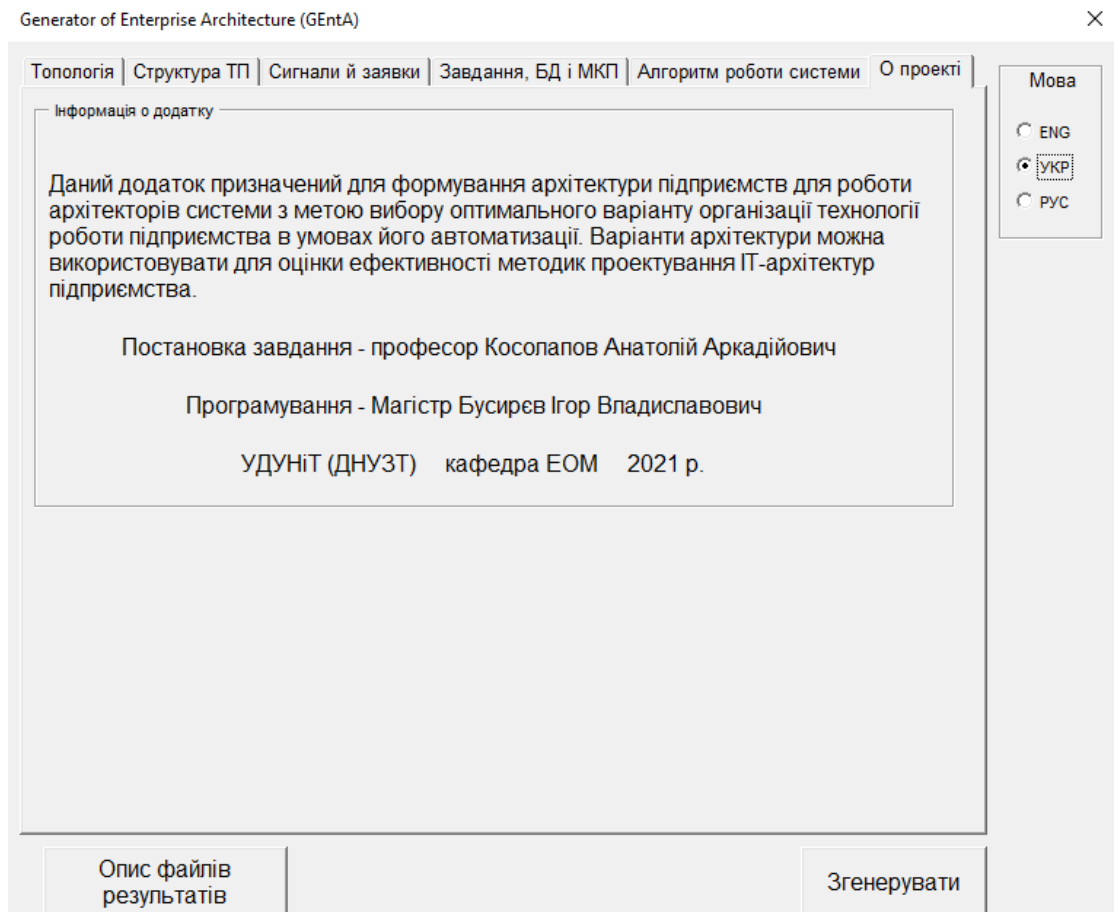 Generator of Enterprise Architecture (GEntA)
Топологія Структура ТП Сигнали й заявки Завдання, БД і МКП Алгоритм роботи системи О проекті
Інформація о додатку
Даний додаток призначений для формування архітектури підприємств для роботи
архітекторів системи з метою вибору оптимального варіанту організації технології
роботи підприємства в умовах його автоматизації. Варіанти архітектури можна
використовувати для оцінки ефективності методик проектування ІТ-архітектур
підприємства.
Постановка завдання - професор Косолапов Анатолій Аркадійович
Програмування - Магістр Бусирєв Ігор Владиславович
УДУНіТ (ДНУЗТ) кафедра ЕОМ 2021 р.
Мова
ENG
УКР
РУС
Опис файлів
результатів
Згенерувати